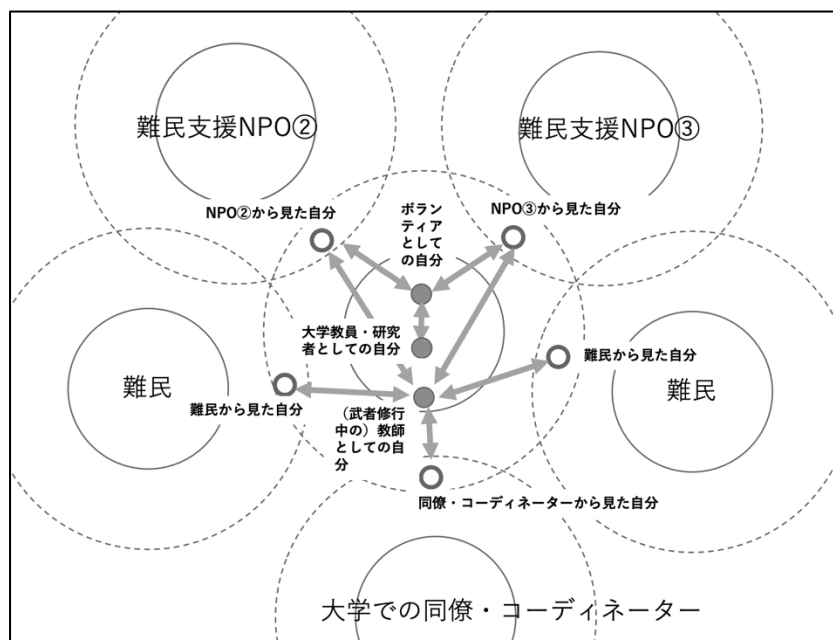 難民支援NPO②
難民支援NPO③
NPO②から見た自分
ボラン
ティア
として
の自分
NPO③から見た自分
大学教員・研究
者としての自分
難民から見た自分
難民
難民
難民から見た自分
（武者修行
中の）教師
としての自
分
同僚・コーディネーターから見た自分
大学での同僚・コーディネーター